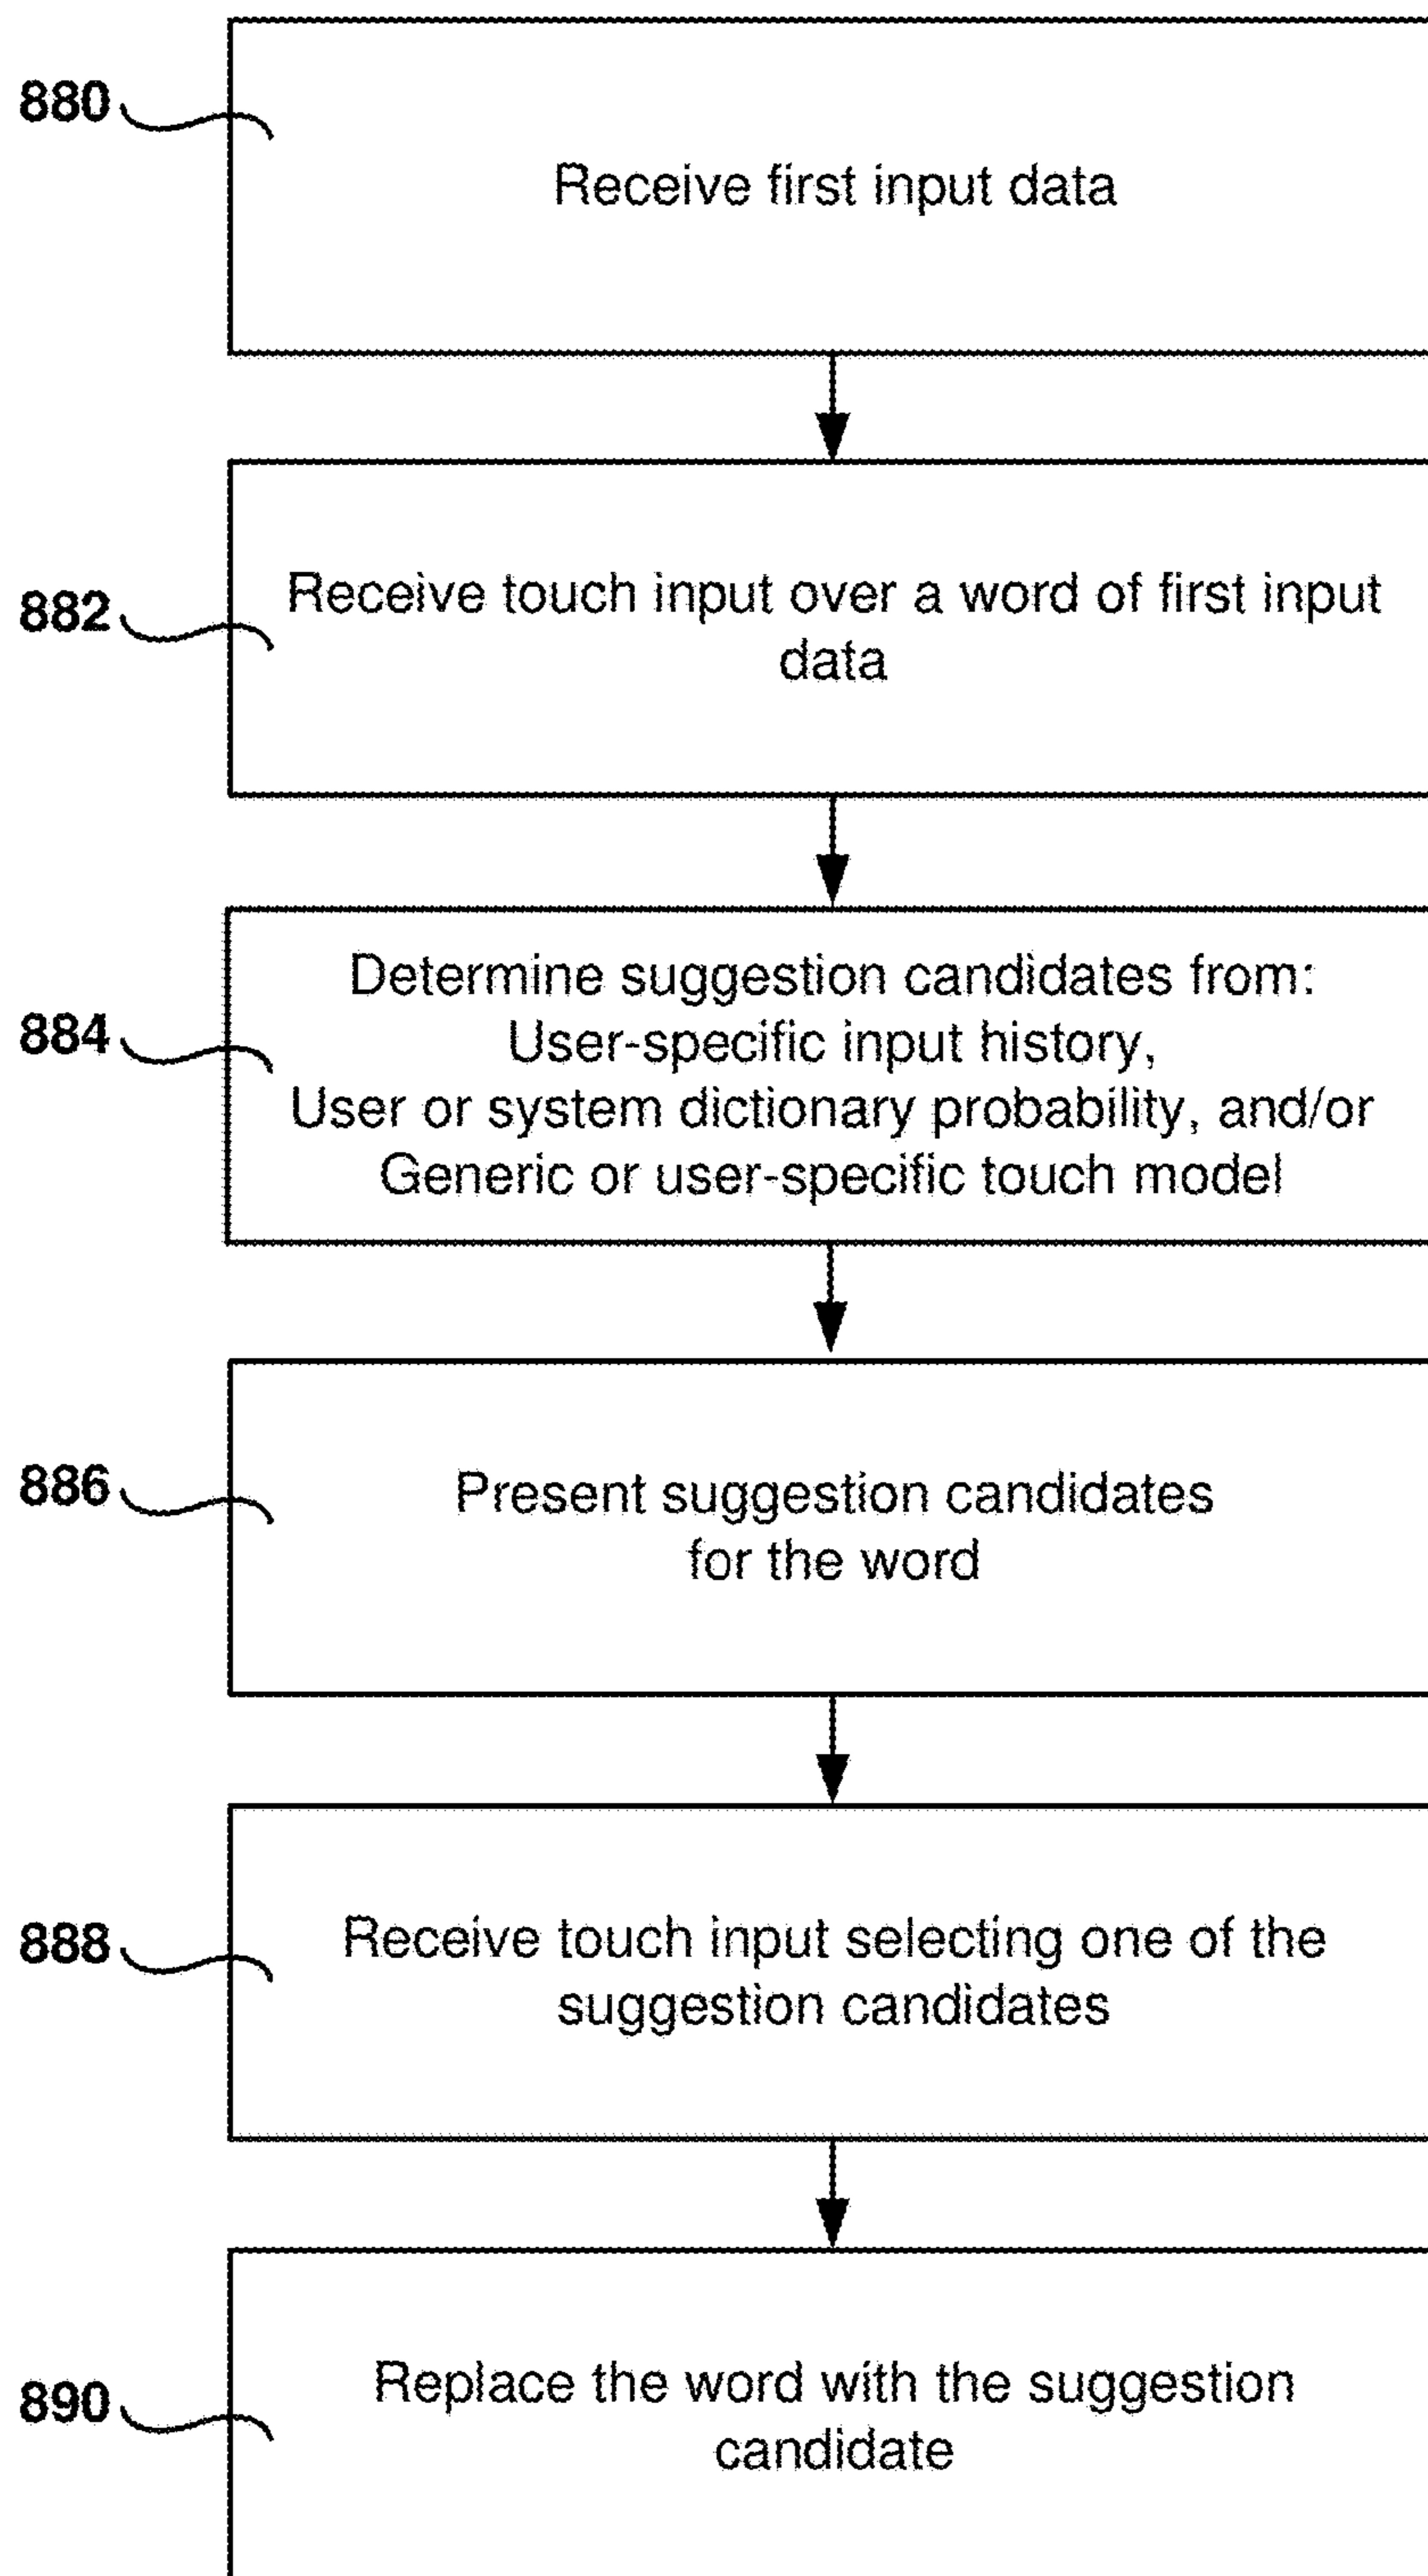 880
Receive first input data
882
Receive touch input over a word of first input
data
884
Determine suggestion candidates from:
User-specific input history,
User or system dictionary probability, and/or
Generic or user-specific touch model
886
Present suggestion candidates
for the word
888
Receive touch input selecting one of the
suggestion candidates
890
Replace the word with the suggestion
candidate